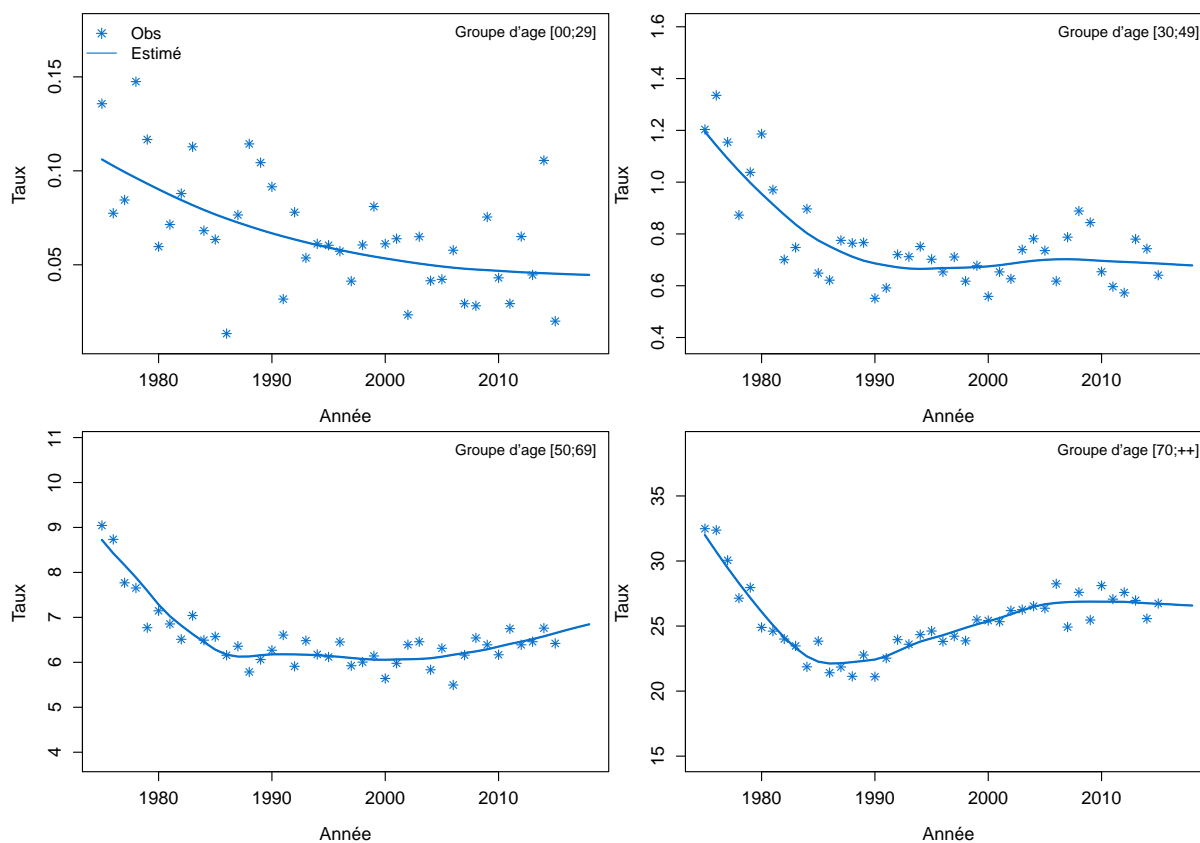 Obs
Estimé
Groupe d'age [00;29]
Taux
0.15
0.10
0.05
1980 1990 2000 2010
Année
Groupe d'age [30;49]
Taux
1.6
1.4
1.2
1.0
0.8
0.6
0.4
1980 1990 2000 2010
Année
Groupe d'age [50;69]
Taux
11
10
9
8
7
6
5
4
1980 1990 2000 2010
Année
Groupe d'age [70;++]
Taux
35
30
25
20
15
1980 1990 2000 2010
Année